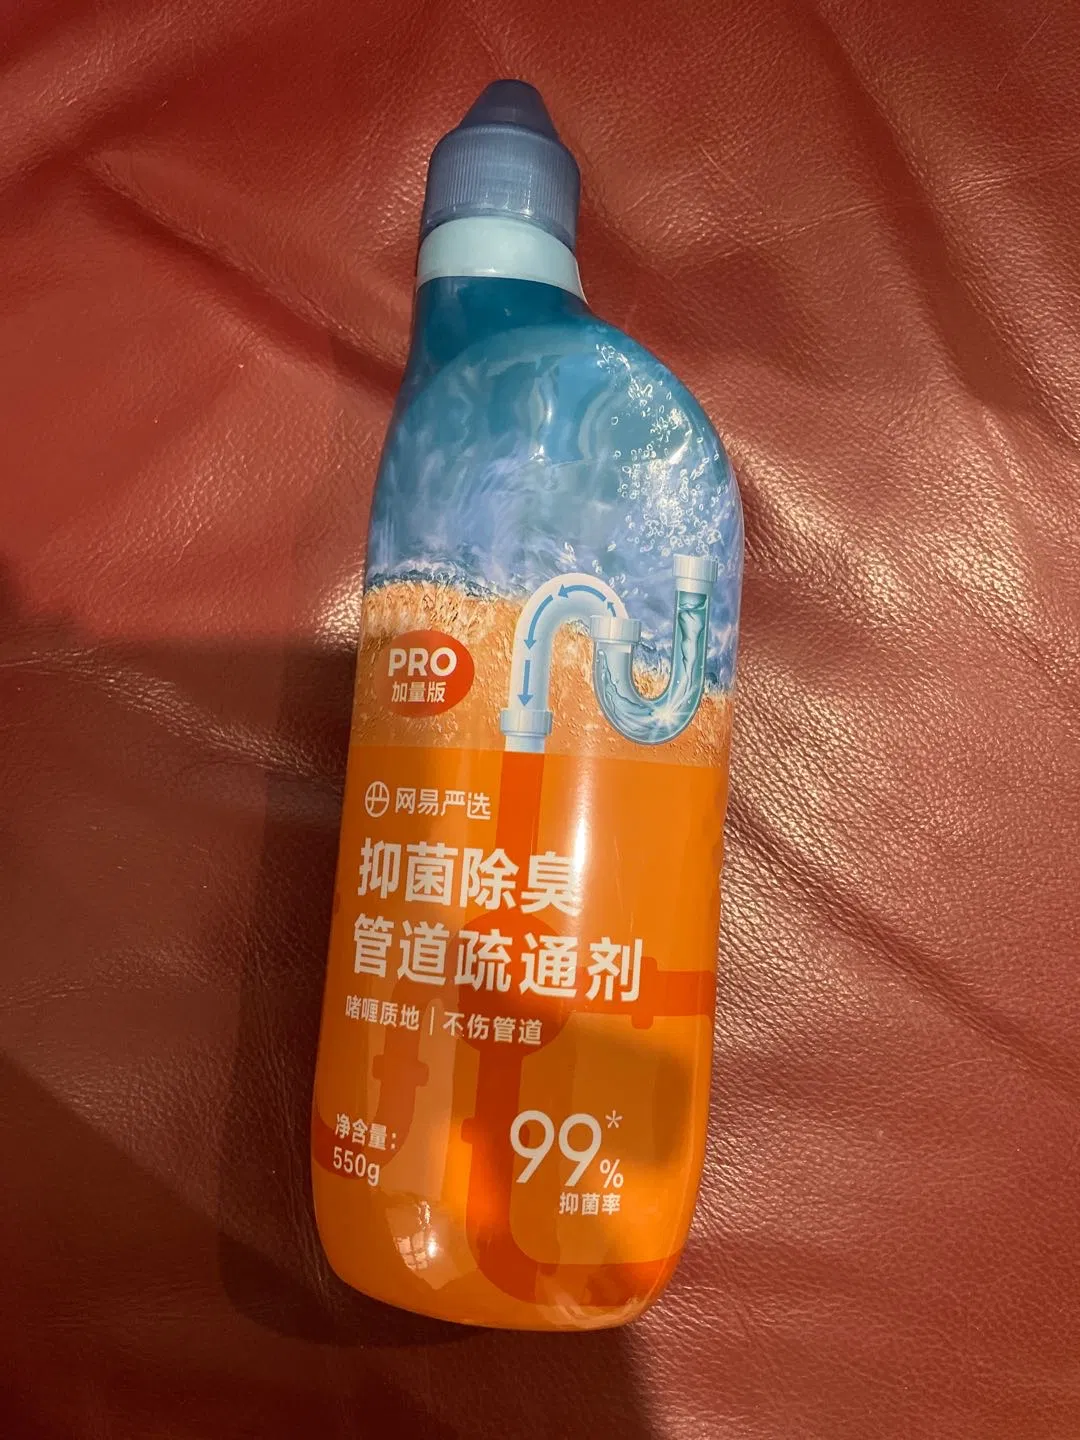 PRO
加量版
网易严选
抑菌除臭
管道疏通剂
啫喱质地|不伤管道
净含量:
550g
99*%
抑菌率